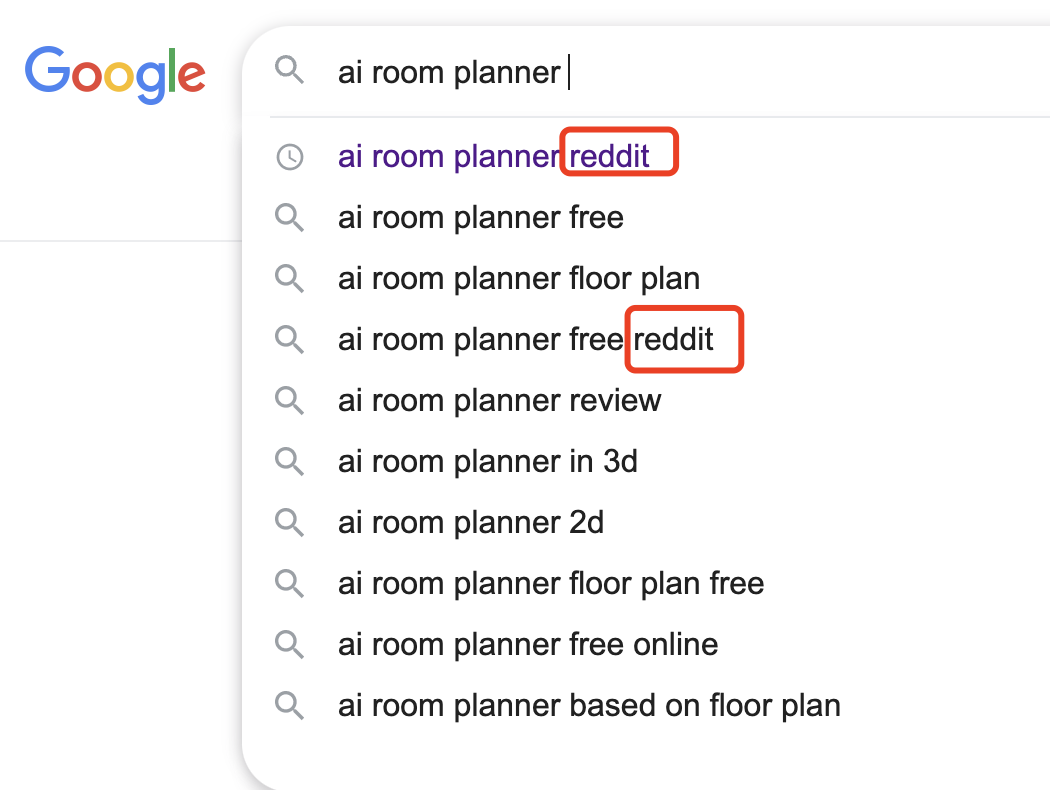 Google
ai room planner
ai room planner reddit
ai room planner free
ai room planner floor plan
ai room planner free reddit
ai room planner review
ai room planner in 3d
ai room planner 2d
ai room planner floor plan free
ai room planner free online
ai room planner based on floor plan